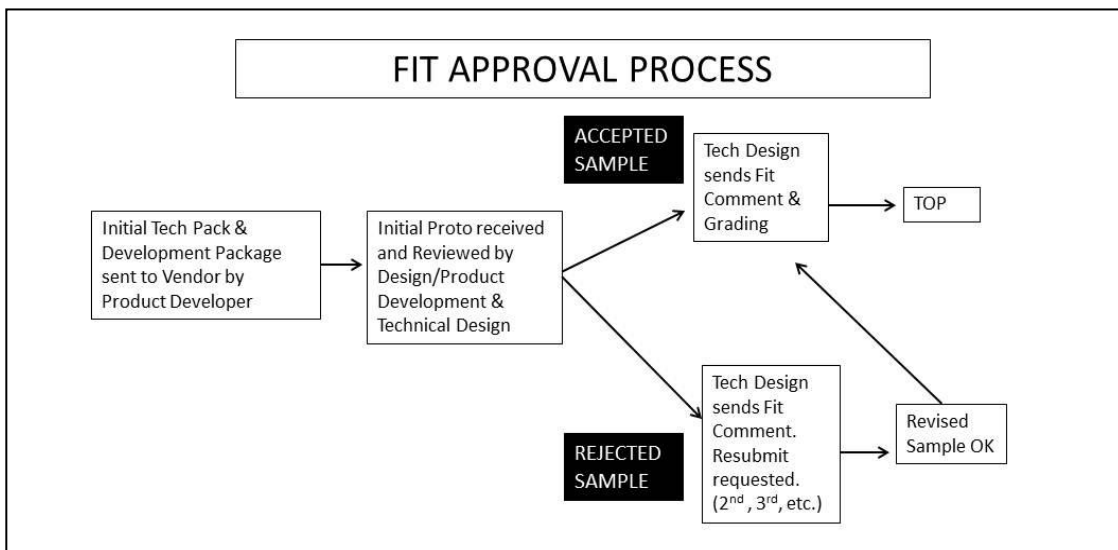 FIT APPROVAL PROCESS
ACCEPTED
SAMPLE
Tech Design
sends Fit
Comment &
Grading
TOP
Initial Tech Pack &
Development Package
sent to Vendor by
Product Developer
Initial Proto received
and Reviewed by
Design/Product
Development &
Technical Design
REJECTED
SAMPLE
Tech Design
sends Fit
Comment.
Resubmit
requested.
(2nd , 3rd, etc.)
Revised
Sample OK